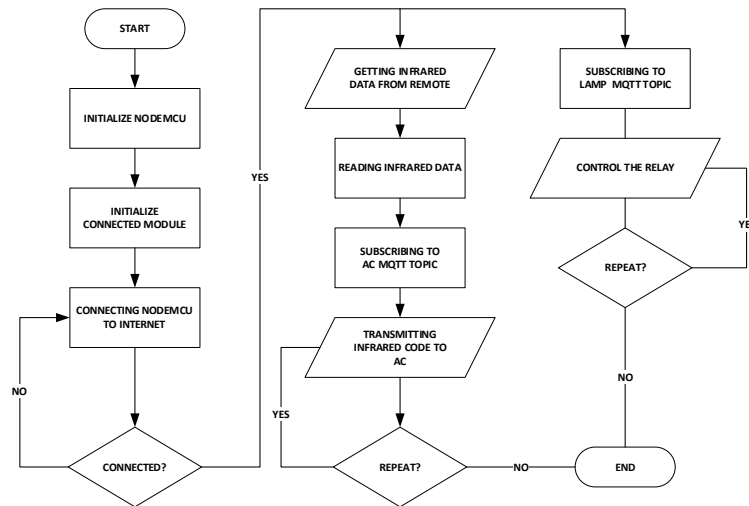 START
INITIALIZE NODEMCU
INITIALIZE
CONNECTED MODULE
CONNECTING NODEMCU
TO INTERNET
NO
CONNECTED?
YES
GETTING INFRARED
DATA FROM REMOTE
READING INFRARED DATA
SUBSCRIBING TO
AC MQTT TOPIC
TRANSMITTING
INFRARED CODE TO
AC
YES
REPEAT?
NO
SUBSCRIBING TO
LAMP MQTT TOPIC
CONTROL THE RELAY
YE
REPEAT?
NO
END